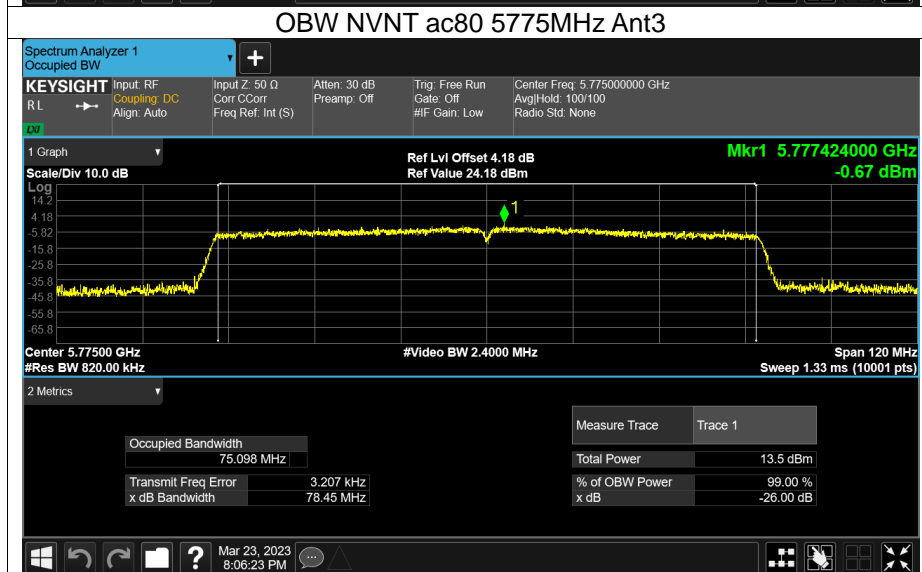 OBW NVNT ac80 5775MHz Ant3
Spectrum Analyzer 1
Occupied BW
+
KEYSIGHT Input: RF Input Z: 50 Ω Atten: 30 dB Trig: Free Run Center Freq: 5.775000000 GHz
R L Coupling: DC Corr CCorr Preamp: Off Gate: Off Avg|Hold: 100/100
Align: Auto Freq Ref: Int (S) #IF Gain: Low Radio Std: None
LXI
1 Graph Ref Lvl Offset 4.18 dB Mkr1 5.777424000 GHz
Scale/Div 10.0 dB Ref Value 24.18 dBm -0.67 dBm
Log
14.2
1
4.18
-5.82
-15.8
-25.8
-35.8
-45.8
-55.8
-65.8
Center 5.77500 GHz #Video BW 2.4000 MHz Span 120 MHz
#Res BW 820.00 kHz Sweep 1.33 ms (10001 pts)
2 Metrics
Measure Trace Trace 1
Occupied Bandwidth
75.098 MHz Total Power 13.5 dBm
Transmit Freq Error 3.207 kHz % of OBW Power 99.00 %
x dB Bandwidth 78.45 MHz x dB -26.00 dB
? Mar 23, 2023
8:06:23 PM